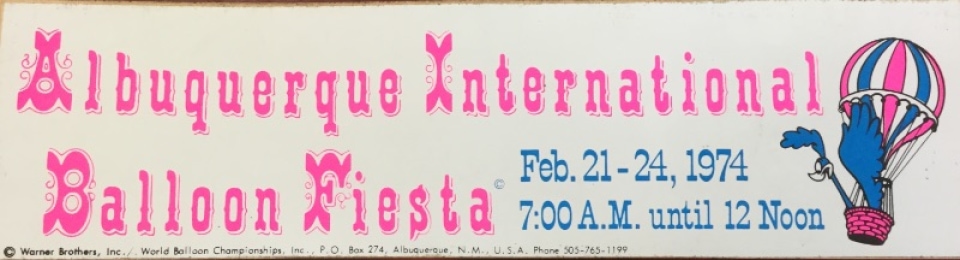 Albuquerque International
Balloon Fiesta ©
Feb. 21-24, 1974
7:00 A.M. until 12 Noon
© Warner Brothers, Inc./. World Balloon Championships, Inc., P.O. Box 274, Albuquerque, N.M., U.S.A. Phone 505-765-1199